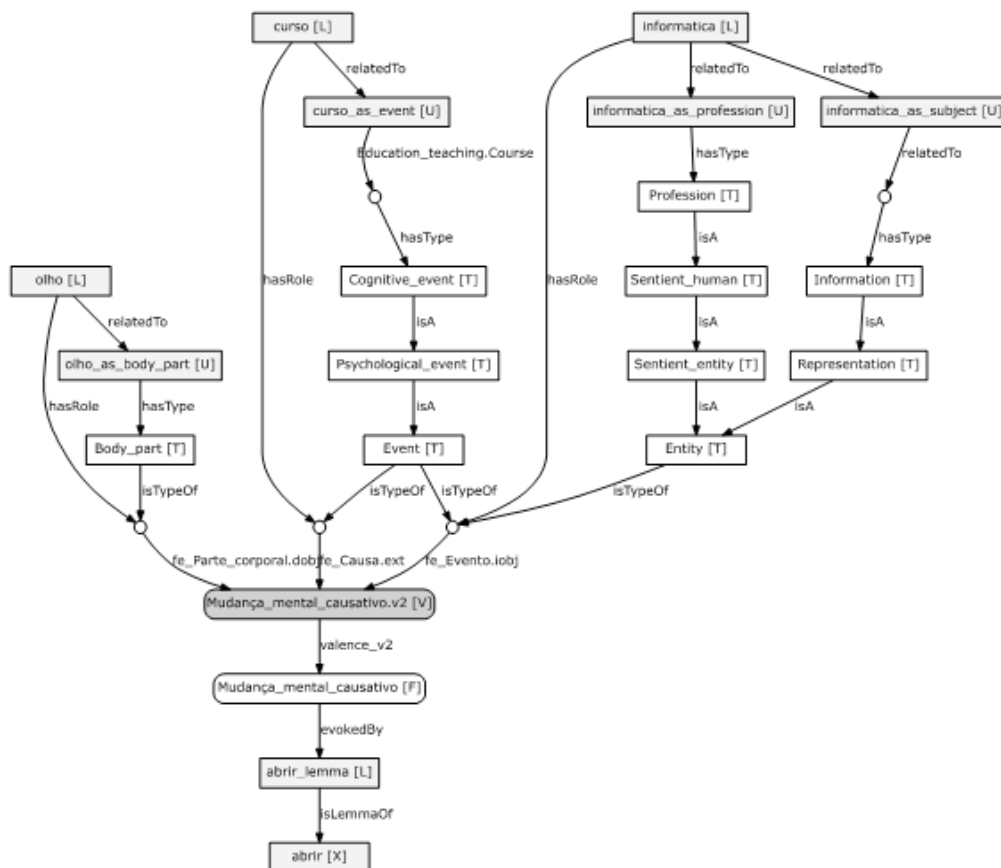 curso [L]
informatica [L]
relatedTo
relatedTo
relatedTo
curso_as_event [U]
informatica_as_profession [U]
informatica_as_subject [U]
Education_teaching.Course
hasType
relatedTo
Profession [T]
hasType
isA
hasType
olho [L]
hasRole
Cognitive_event [T]
hasRole
Sentient_human [T]
Information [T]
relatedTo
isA
isA
isA
olho_as_body_part [U]
Psychological_event [T]
Sentient_entity [T]
Representation [T]
hasRole
hasType
isA
isA
isA
Body_part [T]
Event [T]
Entity [T]
isTypeOf
isTypeOf
isTypeOf
isTypeOf
fe_Parte_corporal.dobj
fe_Causa.ext
fe_Evento.iobj
Mudança_mental_causativo.v2 [V]
valence_v2
Mudança_mental_causativo [F]
evokedBy
abrir_lemma [L]
isLemmaOf
abrir [X]